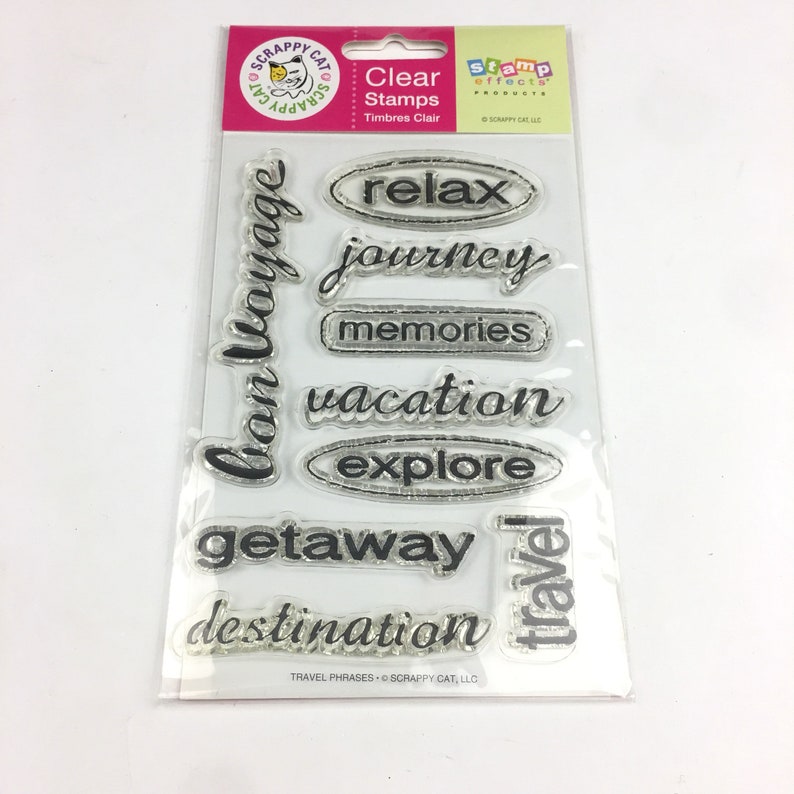 SCRAPPY CAT
SCRAPPY CAT
Clear
Stamps
Timbres Clair
stamp
effects
PRODUCTS
© SCRAPPY CAT, LLC
bon voyage
relax
journey
memories
vacation
explore
getaway
travel
destination
TRAVEL PHRASES • © SCRAPPY CAT, LLC